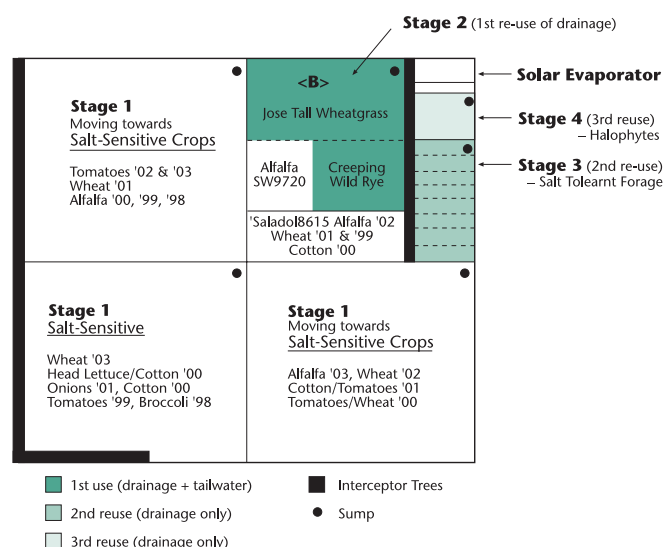 Stage 2 (1st re-use of drainage)
<B>
Jose Tall Wheatgrass
Solar Evaporator
Stage 4 (3rd reuse)
– Halophytes
Stage 3 (2nd re-use)
– Salt Tolearnt Forage
Stage 1
Moving towards
Salt-Sensitive Crops
Tomatoes '02 & '03
Wheat '01
Alfalfa '00, '99, '98
Alfalfa
SW9720
Creeping
Wild Rye
'Saladol8615 Alfalfa '02
Wheat '01 & '99
Cotton '00
Stage 1
Salt-Sensitive
Wheat '03
Head Lettuce/Cotton '00
Onions '01, Cotton '00
Tomatoes '99, Broccoli '98
Stage 1
Moving towards
Salt-Sensitive Crops
Alfalfa '03, Wheat '02
Cotton/Tomatoes '01
Tomatoes/Wheat '00
1st use (drainage + tailwater)
2nd reuse (drainage only)
3rd reuse (drainage only)
Interceptor Trees
Sump